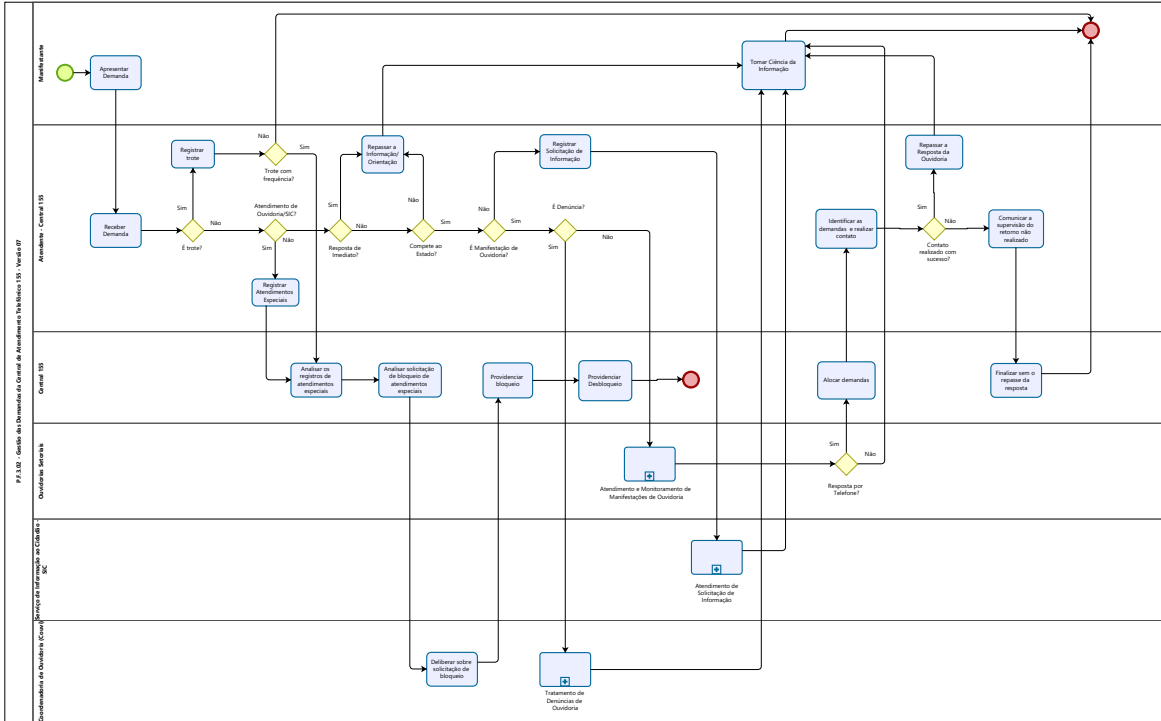 P.F.3.02 - Gestão das Demandas da Central de Atendimento Telefônico 155 - Versão 07
Manifestante
Apresentar
Demanda
Tomar Ciência da
Informação
Atendente - Central 155
Registrar
trote
Não
Sim
Trote com
frequência?
Repassar a
Informação/
Orientação
Registrar
Solicitação de
Informação
Repassar a
Resposta da
Ouvidoria
Receber
Demanda
Sim
Não
É trote?
Atendimento de
Ouvidoria/SIC?
Não
Sim
Sim
Não
Resposta de
Imediato?
Não
Sim
Compete ao
Estado?
Não
Sim
É Manifestação de
Ouvidoria?
É Denúncia?
Sim
Não
Identificar as
demandas e realizar
contato
Sim
Não
Contato
realizado com
sucesso?
Comunicar a
supervisão do
retorno não
realizado
Registrar
Atendimentos
Especiais
Central 155
Analisar os
registros de
atendimentos
especiais
Analisar solicitação
de bloqueio de
atendimentos
especiais
Providenciar
bloqueio
Providenciar
Desbloqueio
Alocar demandas
Finalizar sem o
repasse da
resposta
Ouvidorias Setoriais
Atendimento e Monitoramento de
Manifestações de Ouvidoria
Sim
Não
Resposta por
Telefone?
Serviço de Informação ao Cidadão -
SIC
Atendimento de
Solicitação de
Informação
Coordenadoria de Ouvidoria (Couvi)
Deliberar sobre
solicitação de
bloqueio
Tratamento de
Denúncias de
Ouvidoria